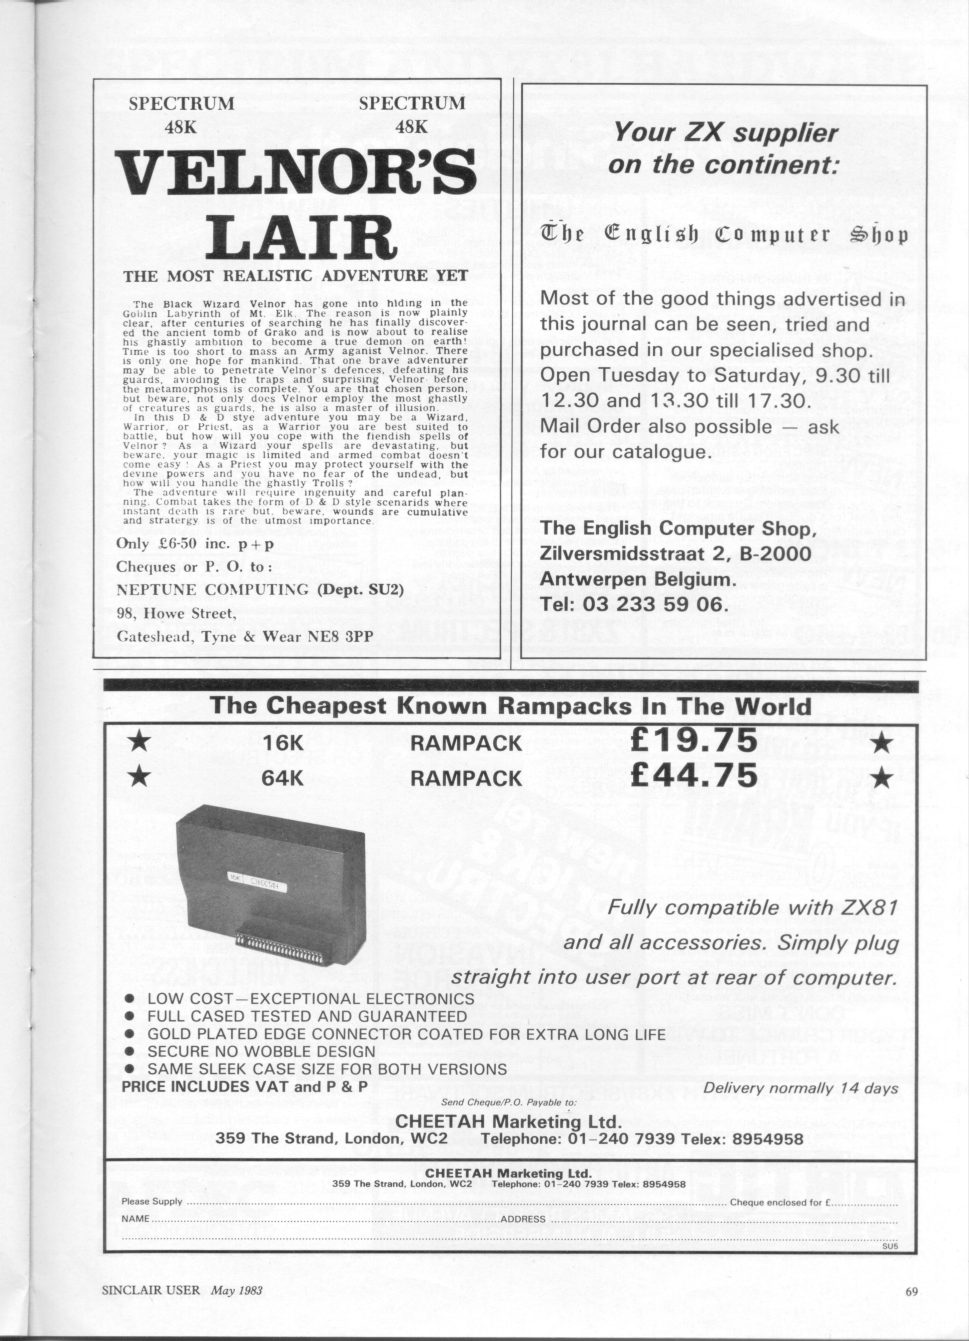 SPECTRUM SPECTRUM
48K 48K
VELNOR'S
LAIR
THE MOST REALISTIC ADVENTURE YET
The Black Wizard Velnor has gone into hiding in the
Goblin Labyrinth of Mt. Elk. The reason is now plainly
clear, after centuries of searching he has finally discover-
ed the ancient tomb of Grako and is now about to realise
his ghastly ambition to become a true demon on earth!
Time is too short to mass an Army aganist Velnor. There
is only one hope for mankind. That one brave adventurer
may be able to penetrate Velnor's defences, defeating his
guards, avioding the traps and surprising Velnor before
the metamorphosis is complete. You are that chosen person,
but beware, not only does Velnor employ the most ghastly
of creatures as guards, he is also a master of illusion.
In this D & D stye adventure you may be a Wizard,
Warrior, or Priest, as a Warrior you are best suited to
battle, but how will you cope with the fiendish spells of
Velnor ? As a Wizard your spells are devastating, but
beware, your magic is limited and armed combat doesn't
come easy ! As a Priest you may protect yourself with the
devine powers and you have no fear of the undead, but
how will you handle the ghastly Trolls ?
The adventure will require ingenuity and careful plan-
ning. Combat takes the form of D & D style scenarids where
instant death is rare but, beware, wounds are cumulative
and stratergy is of the utmost importance.
Only £6-50 inc. p+p
Cheques or P. O. to :
NEPTUNE COMPUTING (Dept. SU2)
98, Howe Street,
Gateshead, Tyne & Wear NE8 3PP
Your ZX supplier
on the continent:
The English Computer Shop
Most of the good things advertised in
this journal can be seen, tried and
purchased in our specialised shop.
Open Tuesday to Saturday, 9.30 till
12.30 and 13.30 till 17.30.
Mail Order also possible — ask
for our catalogue.
The English Computer Shop,
Zilversmidsstraat 2, B-2000
Antwerpen Belgium.
Tel: 03 233 59 06.
The Cheapest Known Rampacks In The World
★ 16K RAMPACK £19.75 ★
★ 64K RAMPACK £44.75 ★
16K CHEETAH
Fully compatible with ZX81
and all accessories. Simply plug
straight into user port at rear of computer.
● LOW COST—EXCEPTIONAL ELECTRONICS
● FULL CASED TESTED AND GUARANTEED
● GOLD PLATED EDGE CONNECTOR COATED FOR EXTRA LONG LIFE
● SECURE NO WOBBLE DESIGN
● SAME SLEEK CASE SIZE FOR BOTH VERSIONS
PRICE INCLUDES VAT and P & P Delivery normally 14 days
Send Cheque/P.O. Payable to:
CHEETAH Marketing Ltd.
359 The Strand, London, WC2 Telephone: 01–240 7939 Telex: 8954958
CHEETAH Marketing Ltd.
359 The Strand, London, WC2 Telephone: 01–240 7939 Telex: 8954958
Please Supply ........ Cheque enclosed for £........
NAME ........ ADDRESS ........
SU5
SINCLAIR USER May 1983 69